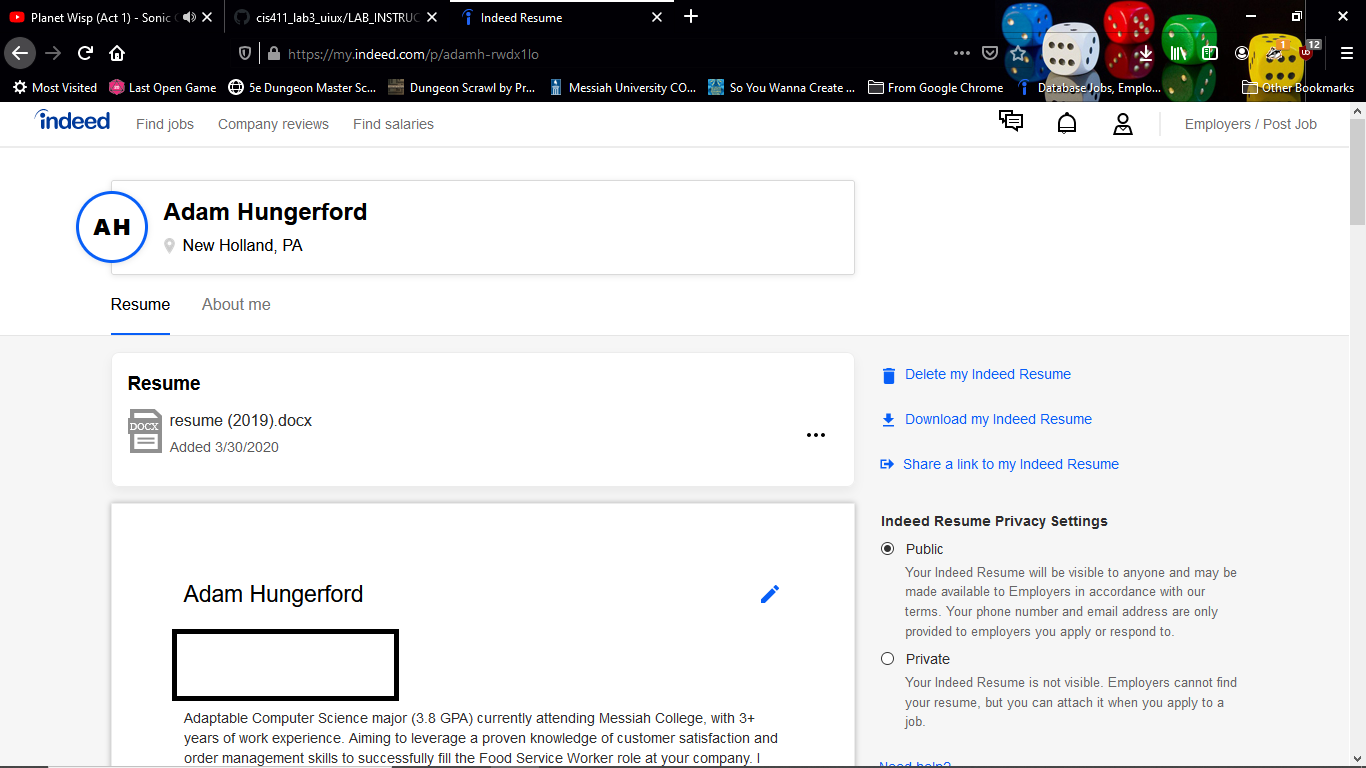 Planet Wisp (Act 1) - Sonic
cis411_lab3_uiux/LAB_INSTRUC
Indeed Resume
https://my.indeed.com/p/adamh-rwdx1lo
1
12
Most Visited
Last Open Game
5e Dungeon Master Sc...
Dungeon Scrawl by Pr...
Messiah University CO...
So You Wanna Create ...
From Google Chrome
Database Jobs, Emplo...
Other Bookmarks
indeed
Find jobs
Company reviews
Find salaries
Employers / Post Job
AH
Adam Hungerford
New Holland, PA
Resume
About me
Resume
DOCX
resume (2019).docx
Added 3/30/2020
Delete my Indeed Resume
Download my Indeed Resume
Share a link to my Indeed Resume
Indeed Resume Privacy Settings
Public
Your Indeed Resume will be visible to anyone and may be
made available to Employers in accordance with our
terms. Your phone number and email address are only
provided to employers you apply or respond to.
Private
Your Indeed Resume is not visible. Employers cannot find
your resume, but you can attach it when you apply to a
job.
Need help?
Adam Hungerford
Adaptable Computer Science major (3.8 GPA) currently attending Messiah College, with 3+
years of work experience. Aiming to leverage a proven knowledge of customer satisfaction and
order management skills to successfully fill the Food Service Worker role at your company. I